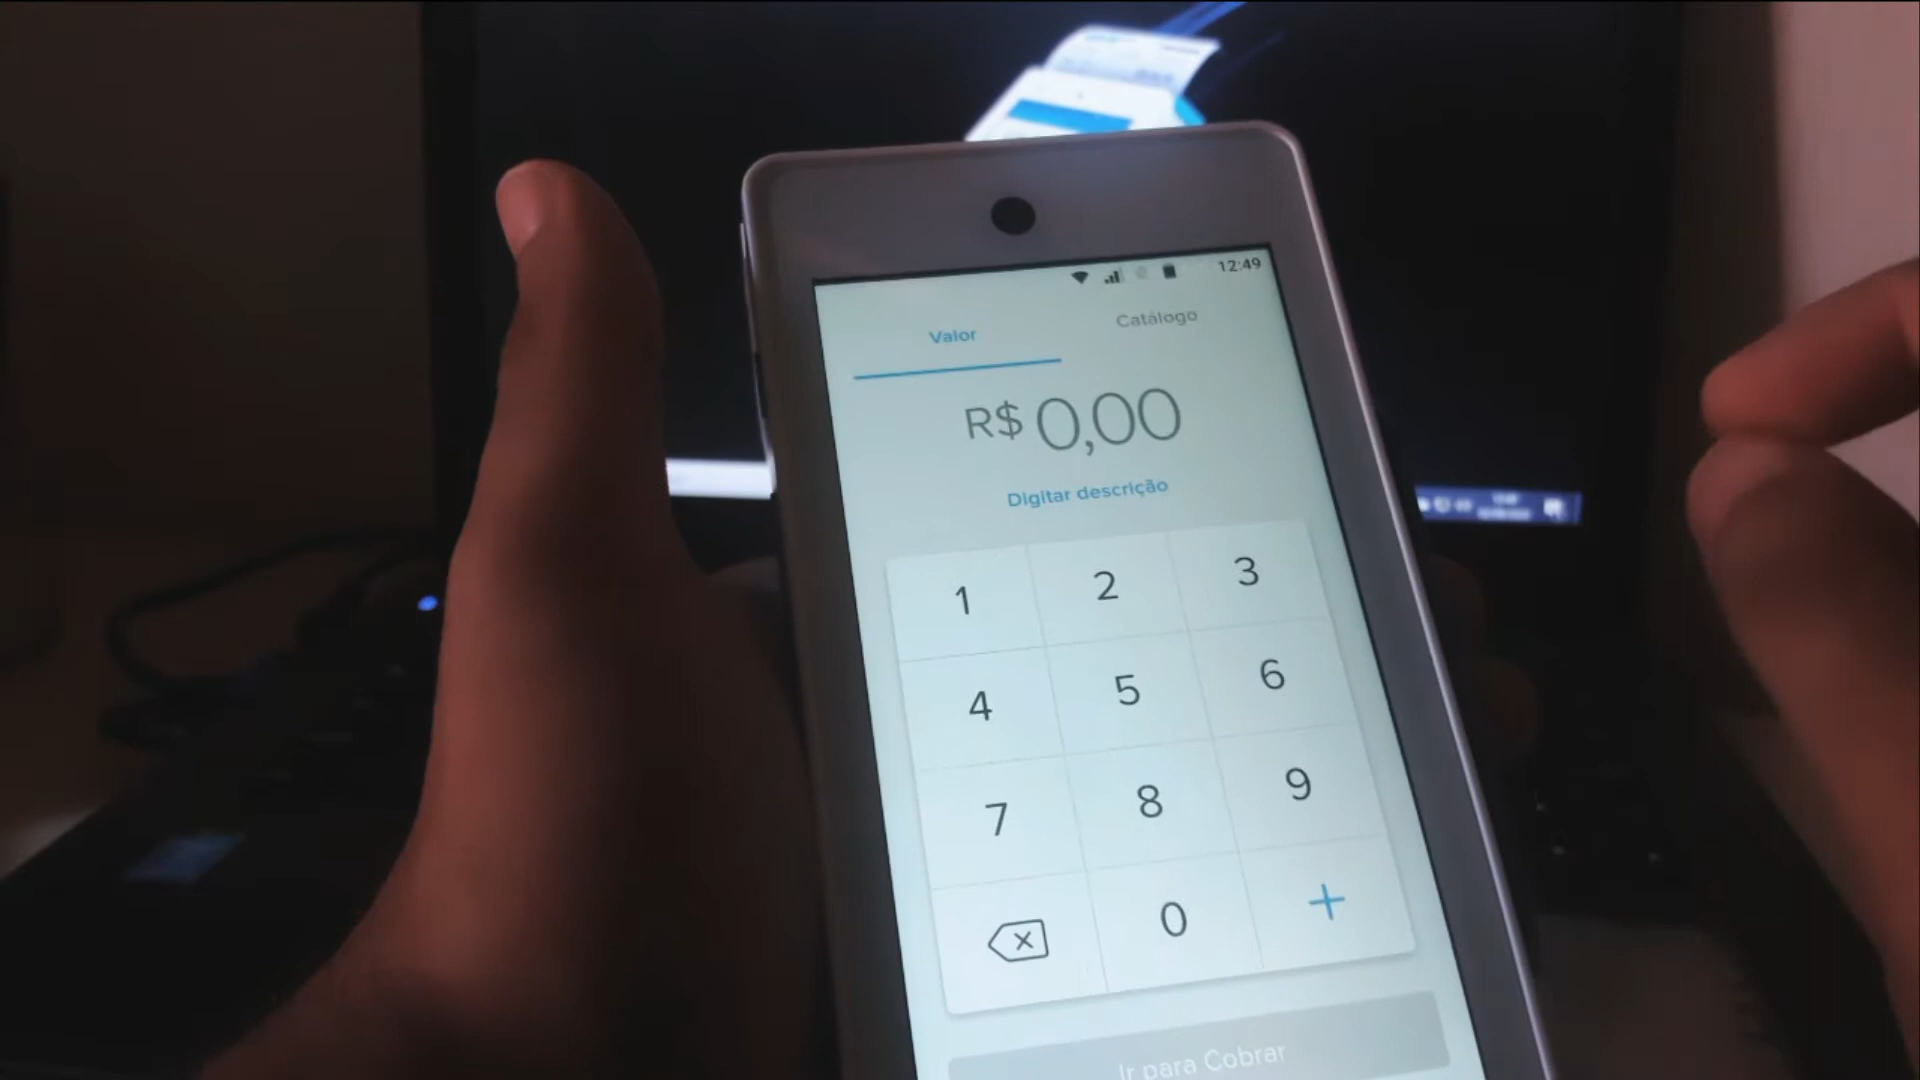 12:49
Valor
Catálogo
R$ 0,00
Digitar descrição
1 2 3
4 5 6
7 8 9
0 +
Ir para Cobrar